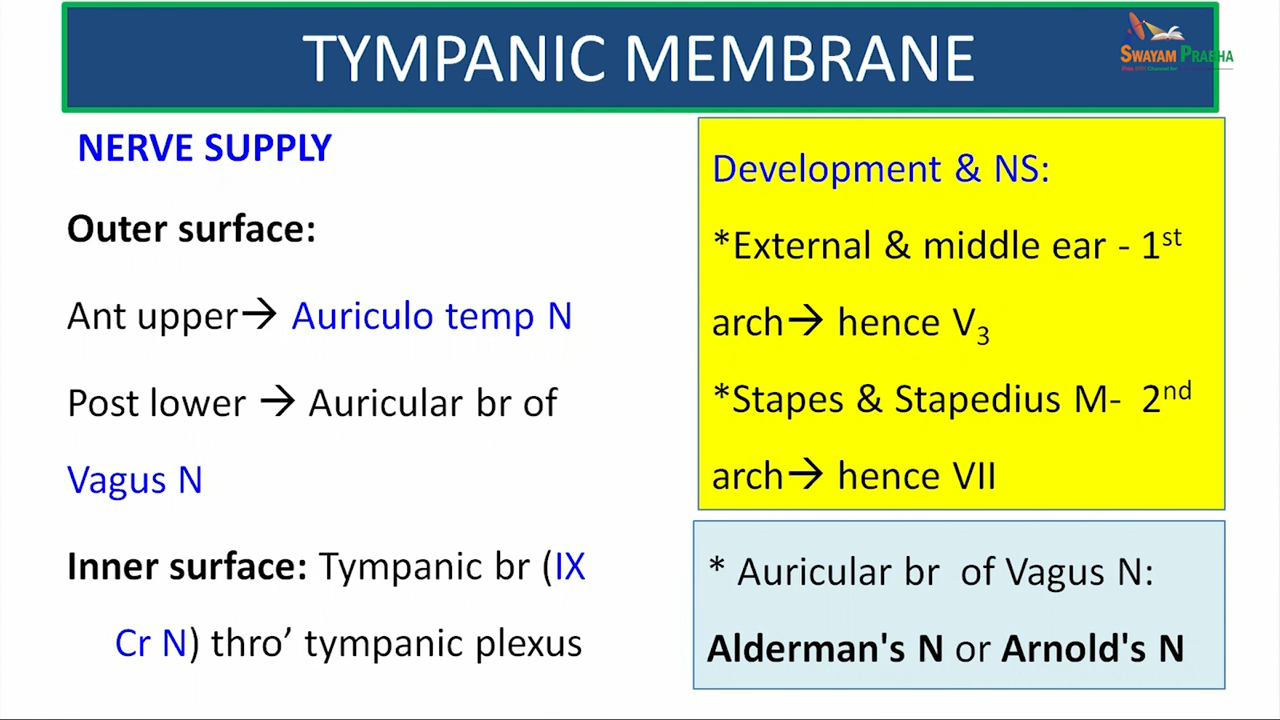 TYMPANIC MEMBRANE
SWAYAM PRABHA
NERVE SUPPLY
Outer surface:
Ant upper→ Auriculo temp N
Post lower → Auricular br of
Vagus N
Inner surface: Tympanic br (IX
Cr N) thro’ tympanic plexus
Development & NS:
*External & middle ear - 1st
arch→ hence V3
*Stapes & Stapedius M- 2nd
arch→ hence VII
* Auricular br of Vagus N:
Alderman's N or Arnold's N